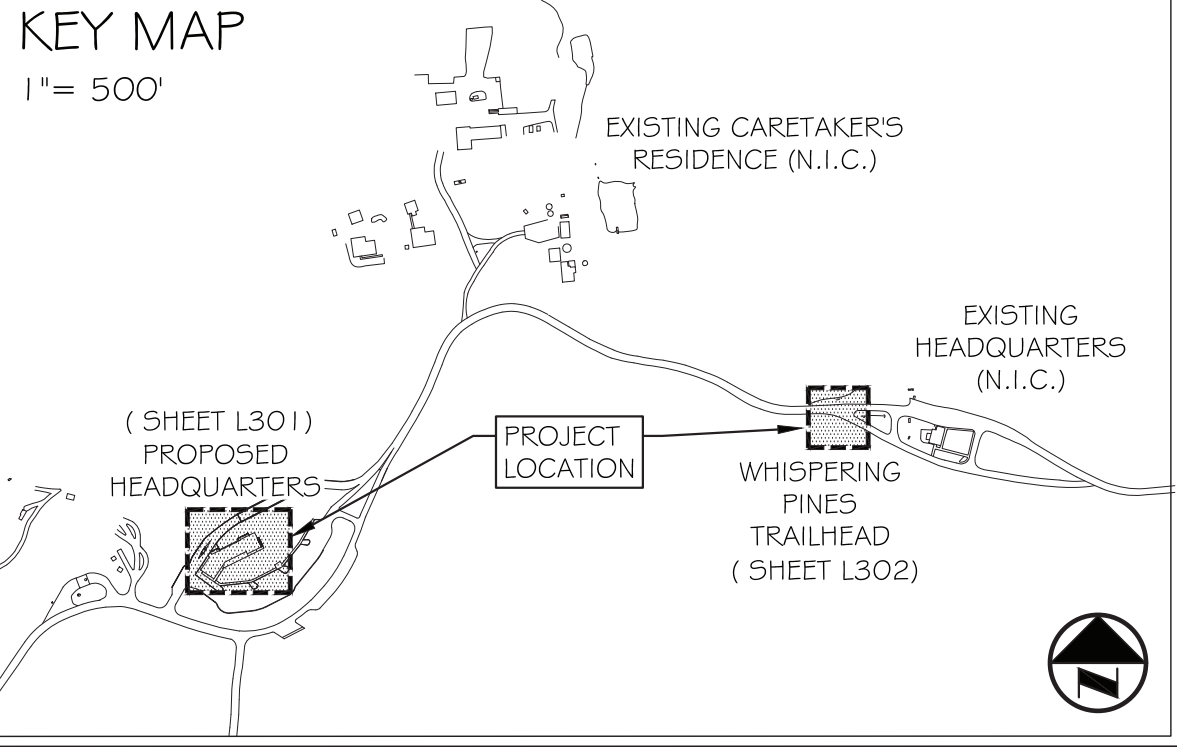 KEY MAP
1"= 500'
EXISTING CARETAKER'S
RESIDENCE (N.I.C.)
EXISTING
HEADQUARTERS
(N.I.C.)
( SHEET L301)
PROPOSED
HEADQUARTERS
PROJECT
LOCATION
WHISPERING
PINES
TRAILHEAD
( SHEET L302)
N